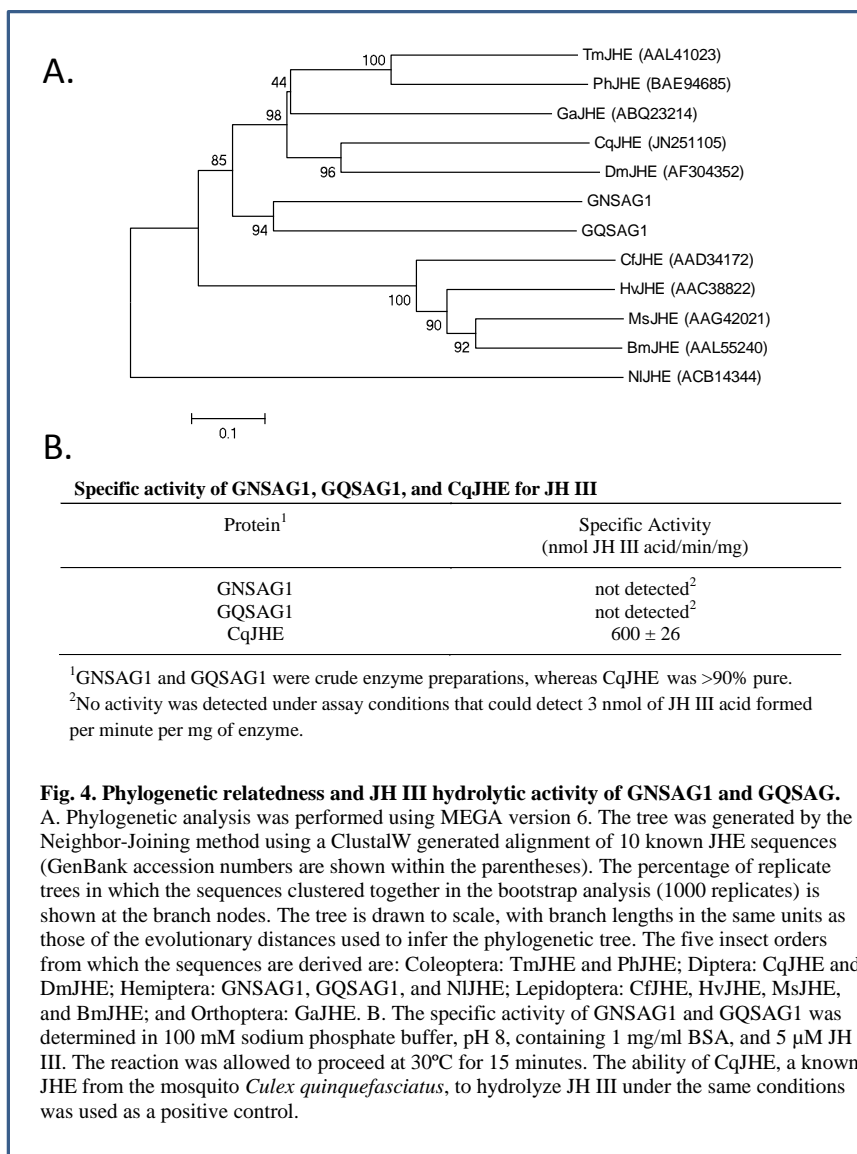 A.
100
TmJHE (AAL41023)
PhJHE (BAE94685)
44
GaJHE (ABQ23214)
98
CqJHE (JN251105)
85
96
DmJHE (AF304352)
GNSAG1
94
GQSAG1
CfJHE (AAD34172)
100
HvJHE (AAC38822)
90
MsJHE (AAG42021)
92
BmJHE (AAL55240)
NlJHE (ACB14344)
0.1
B.
Specific activity of GNSAG1, GQSAG1, and CqJHE for JH III
Protein¹ Specific Activity
(nmol JH III acid/min/mg)
GNSAG1 not detected²
GQSAG1 not detected²
CqJHE 600 ± 26
¹GNSAG1 and GQSAG1 were crude enzyme preparations, whereas CqJHE was >90% pure.
²No activity was detected under assay conditions that could detect 3 nmol of JH III acid formed
per minute per mg of enzyme.
Fig. 4. Phylogenetic relatedness and JH III hydrolytic activity of GNSAG1 and GQSAG.
A. Phylogenetic analysis was performed using MEGA version 6. The tree was generated by the
Neighbor-Joining method using a ClustalW generated alignment of 10 known JHE sequences
(GenBank accession numbers are shown within the parentheses). The percentage of replicate
trees in which the sequences clustered together in the bootstrap analysis (1000 replicates) is
shown at the branch nodes. The tree is drawn to scale, with branch lengths in the same units as
those of the evolutionary distances used to infer the phylogenetic tree. The five insect orders
from which the sequences are derived are: Coleoptera: TmJHE and PhJHE; Diptera: CqJHE and
DmJHE; Hemiptera: GNSAG1, GQSAG1, and NlJHE; Lepidoptera: CfJHE, HvJHE, MsJHE,
and BmJHE; and Orthoptera: GaJHE. B. The specific activity of GNSAG1 and GQSAG1 was
determined in 100 mM sodium phosphate buffer, pH 8, containing 1 mg/ml BSA, and 5 µM JH
III. The reaction was allowed to proceed at 30ºC for 15 minutes. The ability of CqJHE, a known
JHE from the mosquito Culex quinquefasciatus, to hydrolyze JH III under the same conditions
was used as a positive control.